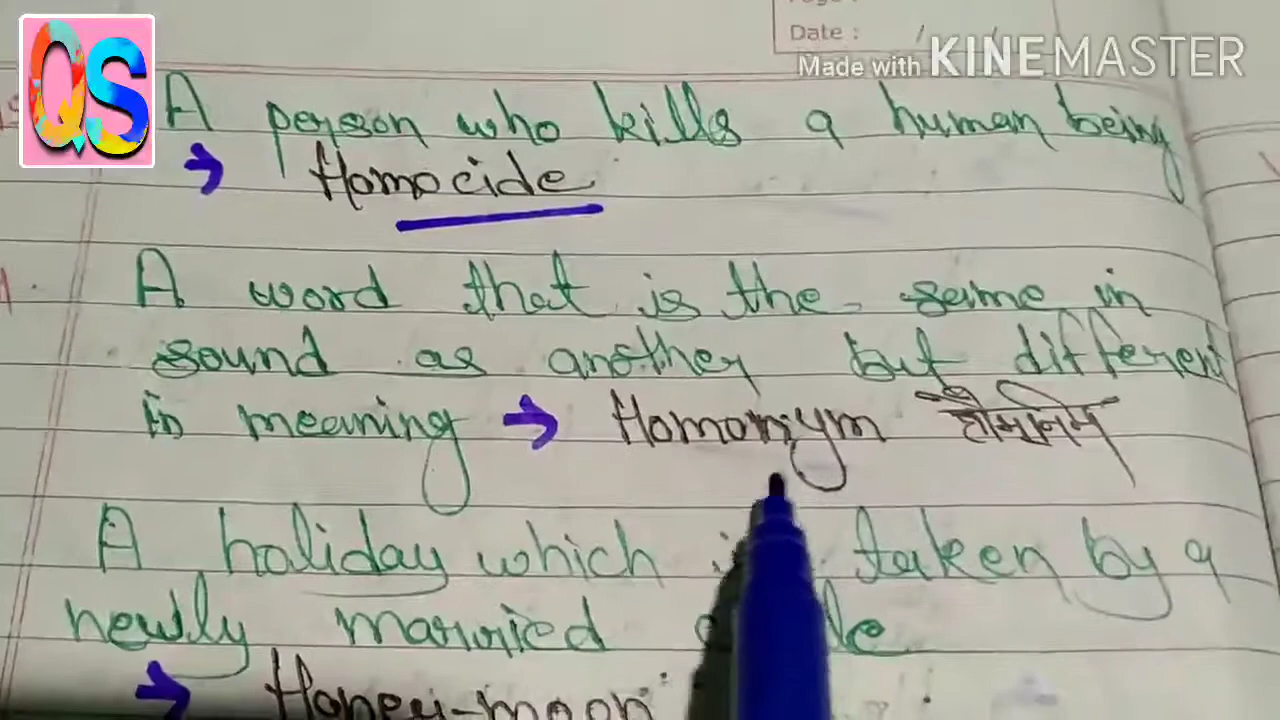 QS
Date : / /
Made with KINEMASTER
A person who kills a human being
→ Homocide
A word that is the same in
sound as another but different
in meaning → Homonym होमोनिम
A holiday which is taken by a
newly married
→ Honey-moon